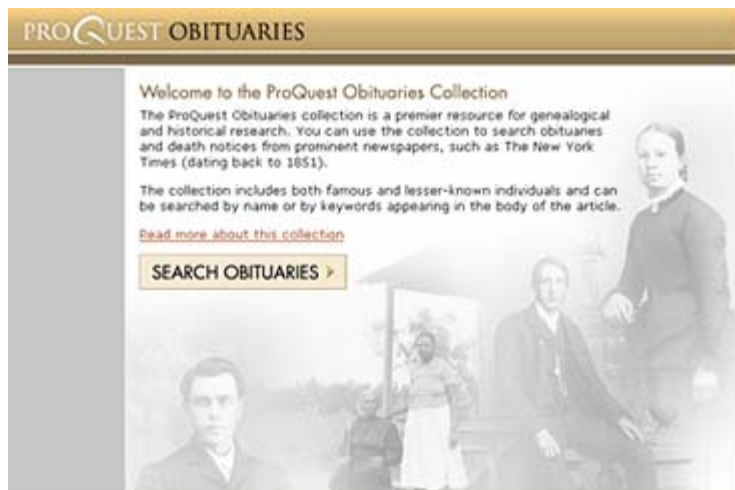 PROQUEST OBITUARIES
Welcome to the ProQuest Obituaries Collection
The ProQuest Obituaries collection is a premier resource for genealogical
and historical research. You can use the collection to search obituaries
and death notices from prominent newspapers, such as The New York
Times (dating back to 1851).
The collection includes both famous and lesser-known individuals and can
be searched by name or by keywords appearing in the body of the article.
Read more about this collection
SEARCH OBITUARIES